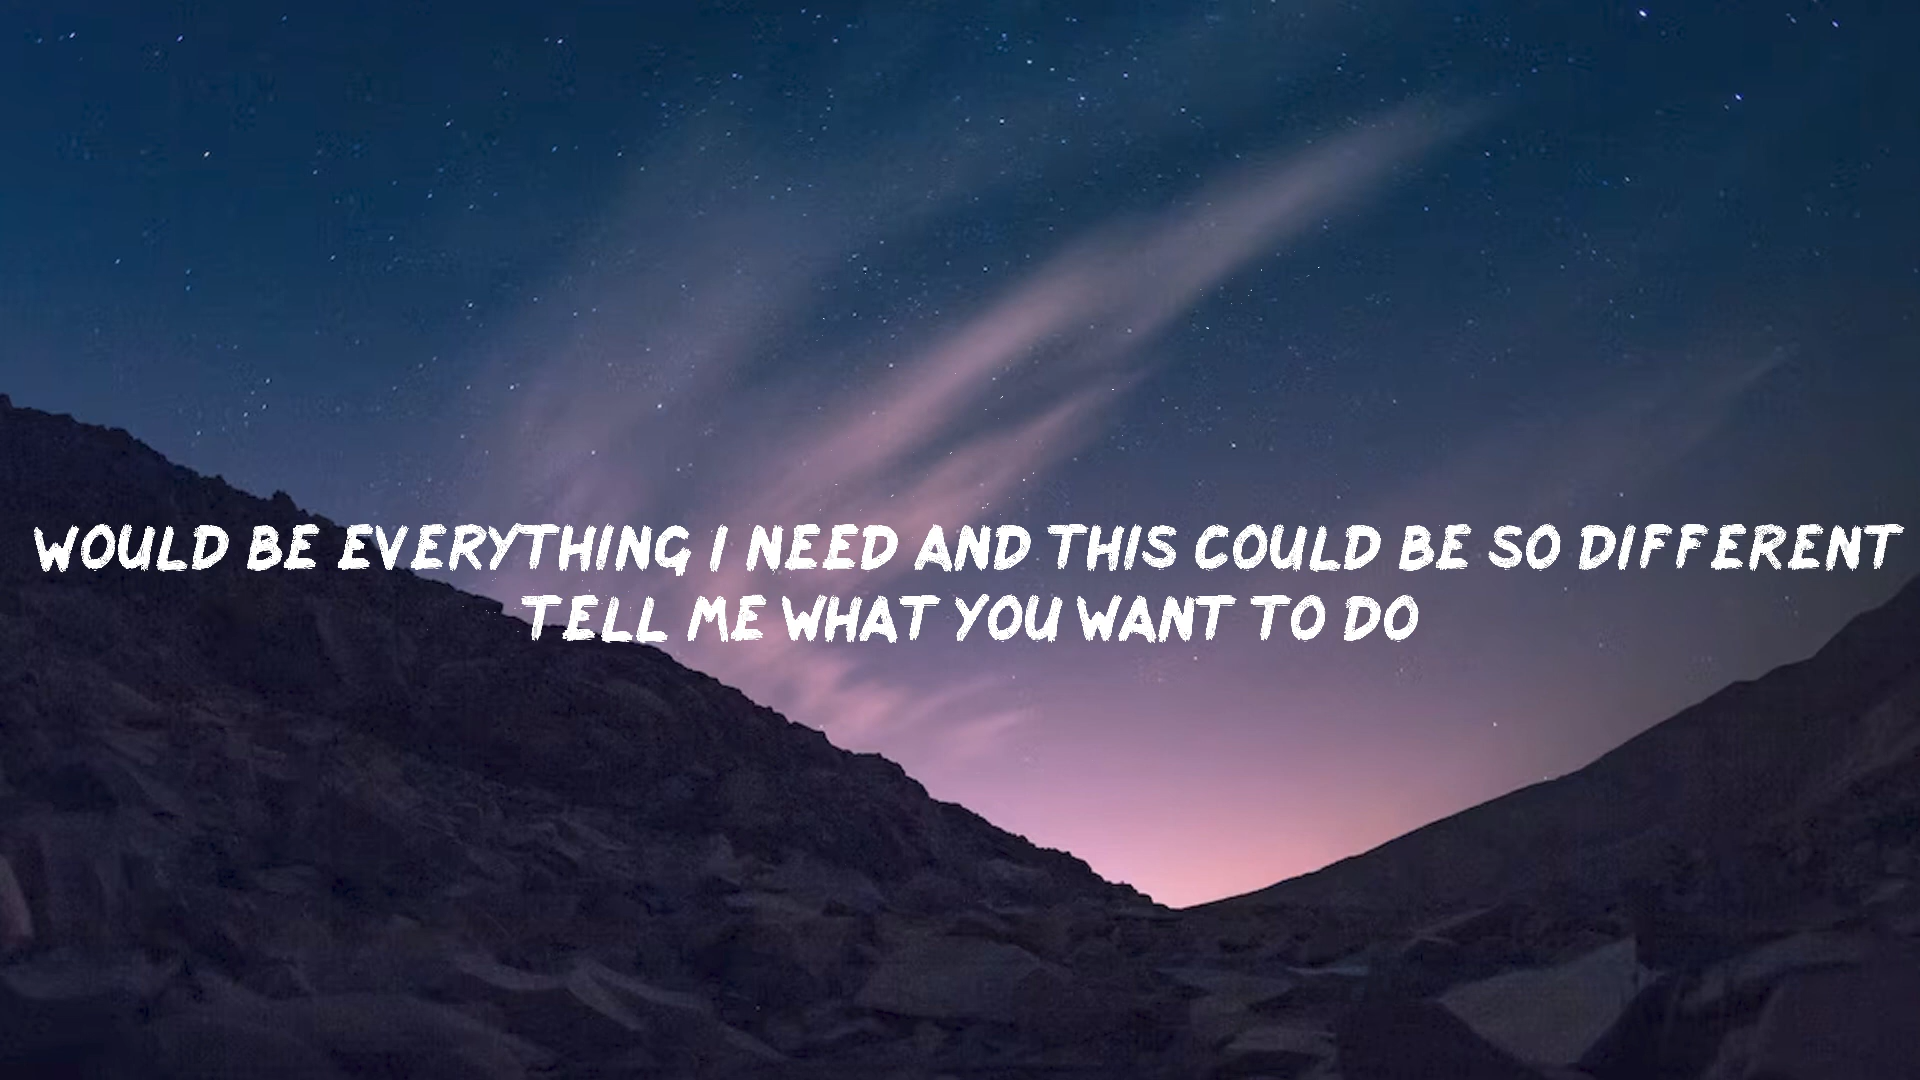 WOULD BE EVERYTHING I NEED AND THIS COULD BE SO DIFFERENT
TELL ME WHAT YOU WANT TO DO